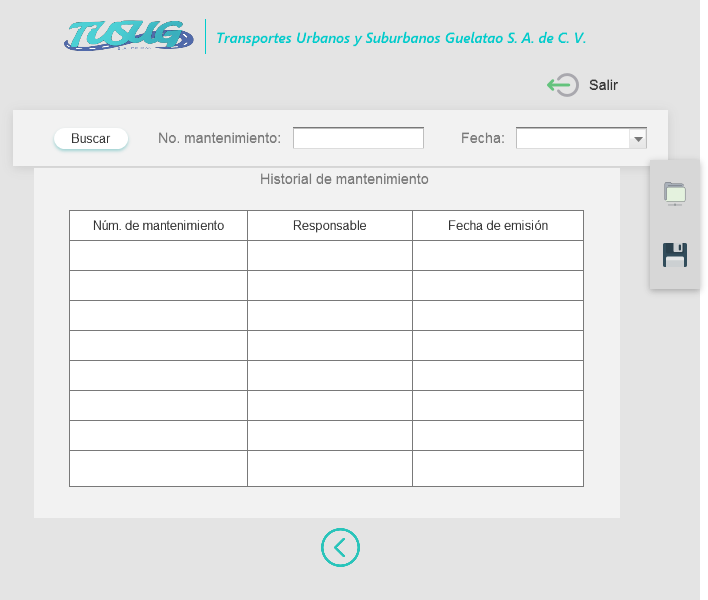 TUSUG
Transportes Urbanos y Suburbanos Guelatao S. A. de C. V.
Salir
Buscar No. mantenimiento: Fecha:
Historial de mantenimiento
Núm. de mantenimiento Responsable Fecha de emisión